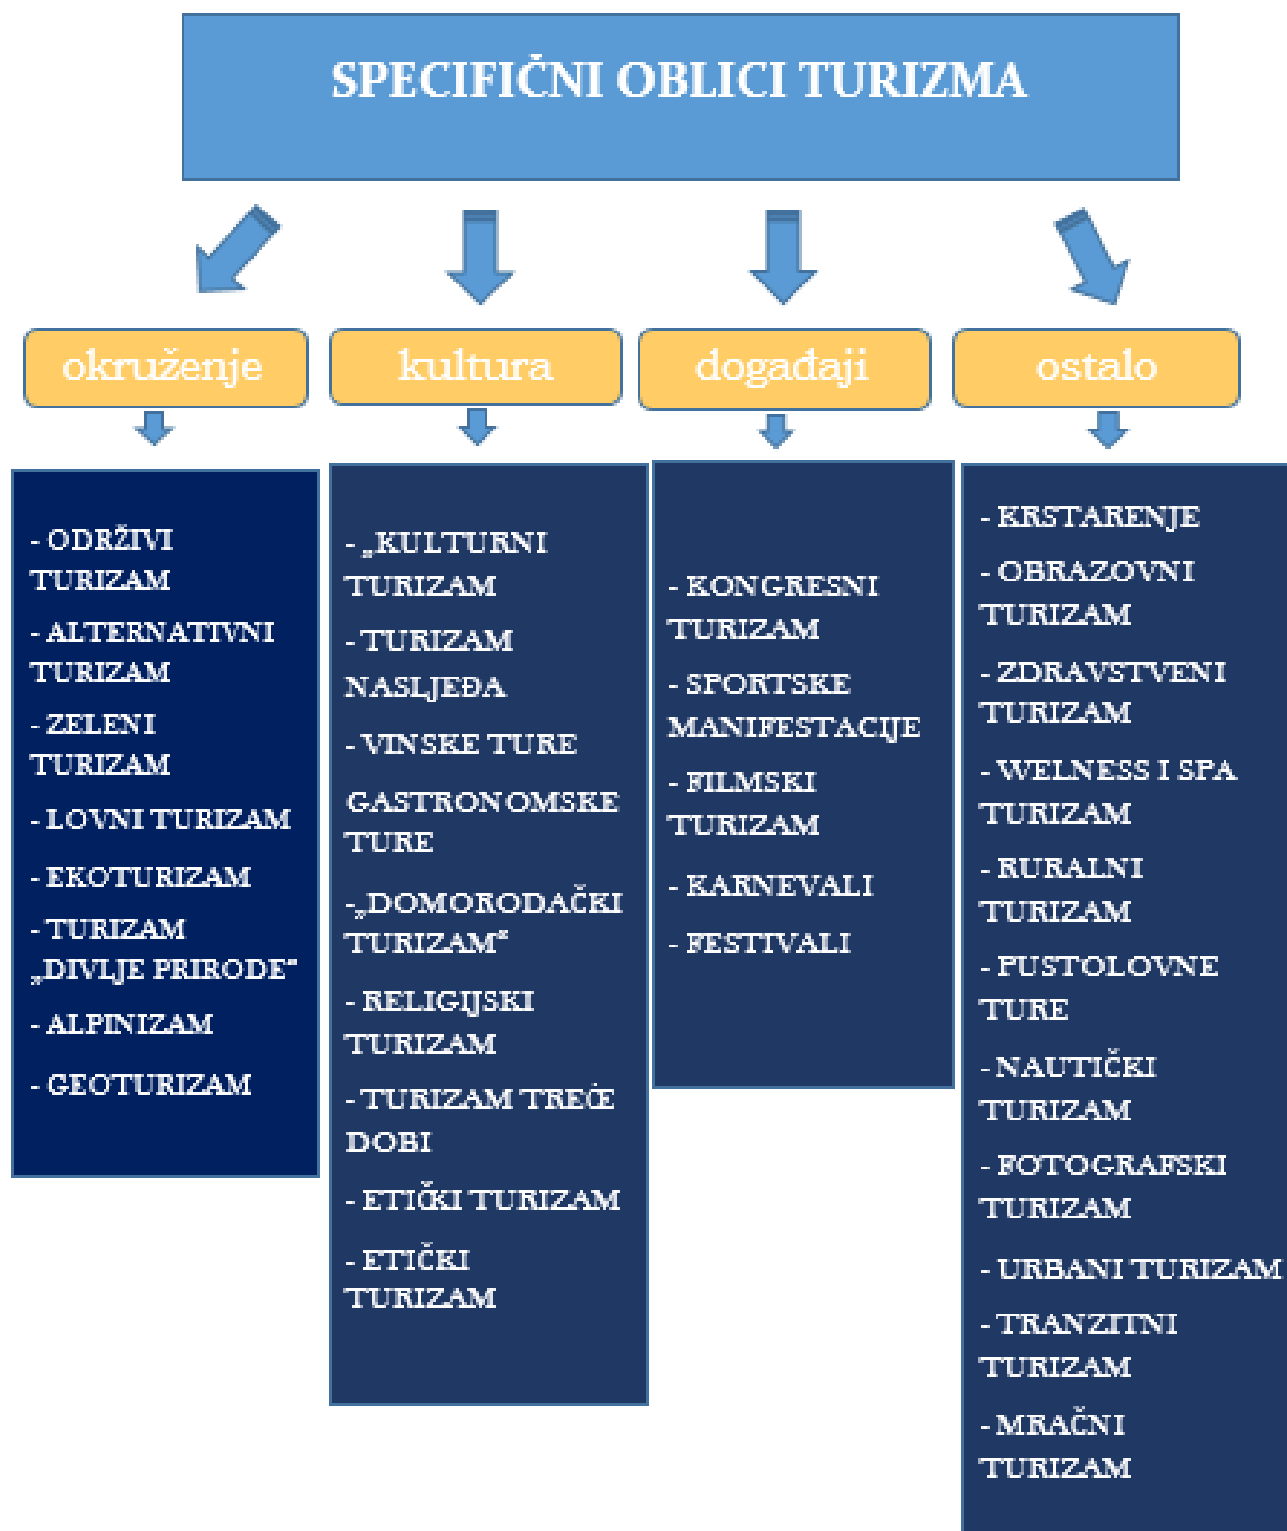 SPECIFIČNI OBLICI TURIZMA
okruženje
kultura
događaji
ostalo
- ODRŽIVI
TURIZAM
- ALTERNATIVNI
TURIZAM
- ZELENI
TURIZAM
- LOVNI TURIZAM
- EKOTURIZAM
- TURIZAM
„DIVLJE PRIRODE“
- ALPINIZAM
- GEOTURIZAM
- „KULTURNI
TURIZAM
- TURIZAM
NASLJEĐA
- VINSKE TURE
GASTRONOMSKE
TURE
-„DOMORODAČKI
TURIZAM“
- RELIGIJSKI
TURIZAM
- TURIZAM TREĆE
DOBI
- ETIČKI TURIZAM
- ETIČKI
TURIZAM
- KONGRESNI
TURIZAM
- SPORTSKE
MANIFESTACIJE
- FILMSKI
TURIZAM
- KARNEVALI
- FESTIVALI
- KRSTARENJE
- OBRAZOVNI
TURIZAM
- ZDRAVSTVENI
TURIZAM
- WELNESS I SPA
TURIZAM
- RURALNI
TURIZAM
- PUSTOLOVNE
TURE
- NAUTIČKI
TURIZAM
- FOTOGRAFSKI
TURIZAM
- URBANI TURIZAM
- TRANZITNI
TURIZAM
- MRAČNI
TURIZAM